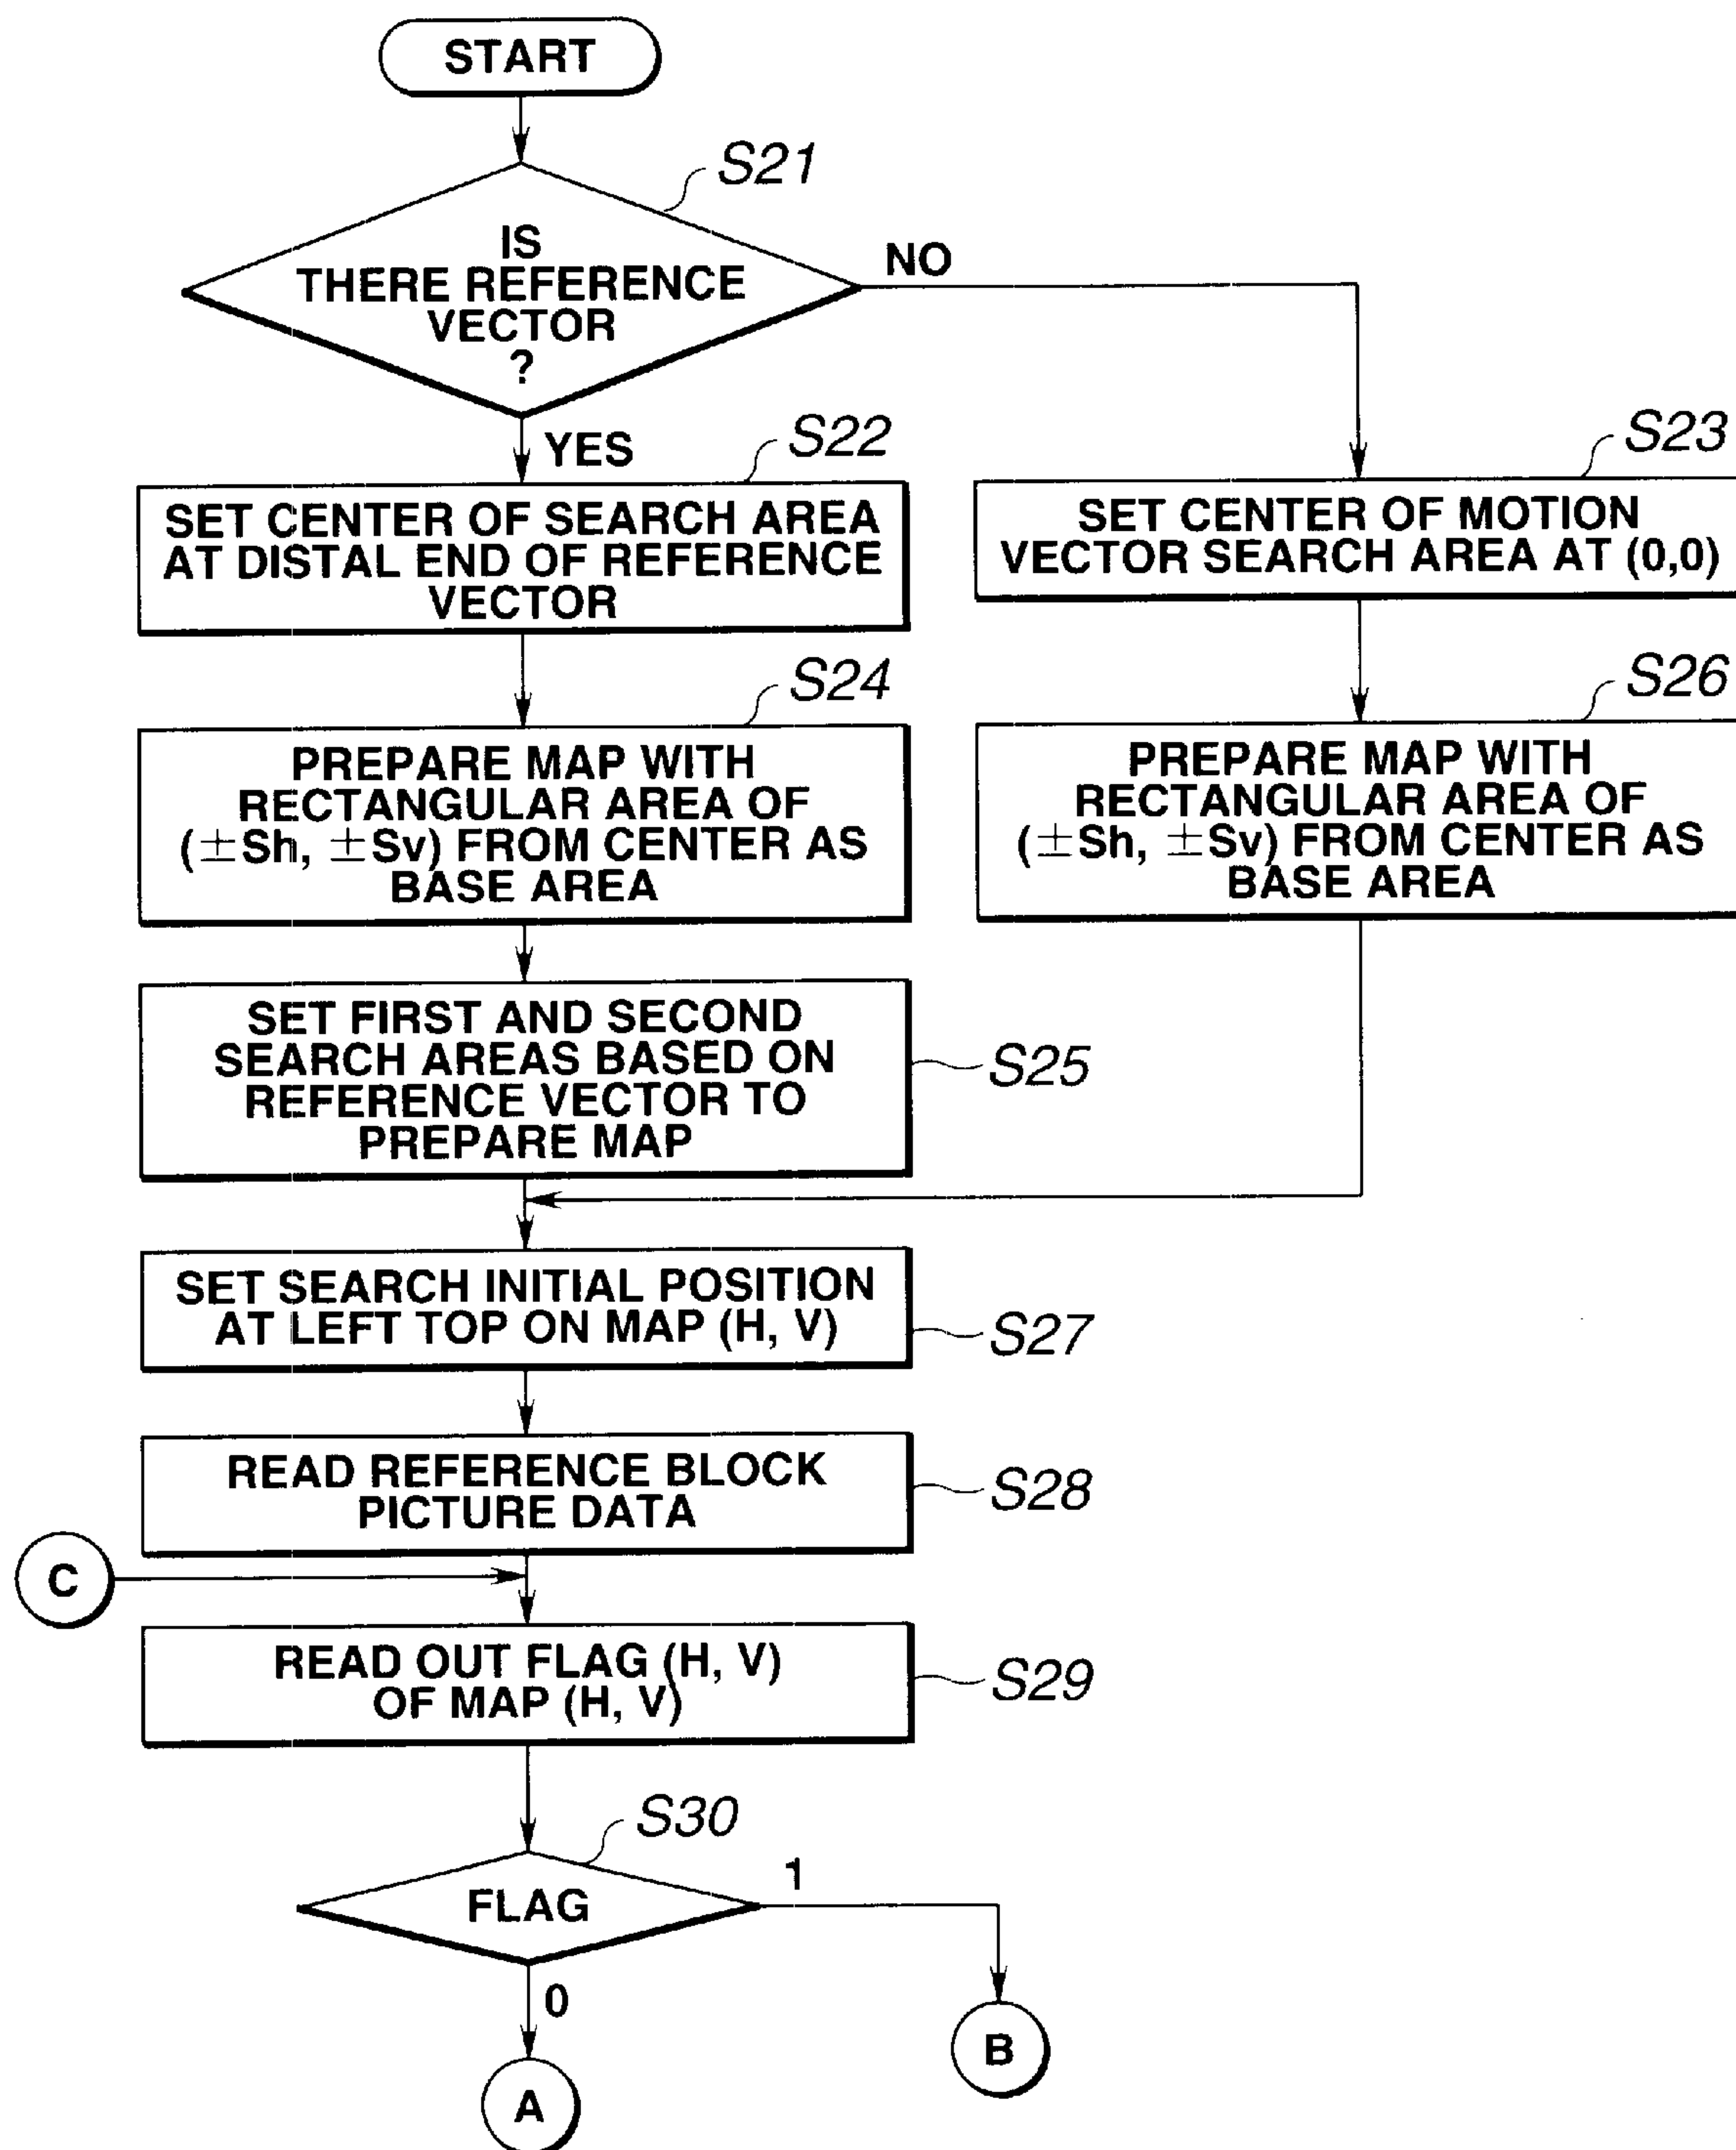 START
S21
IS
THERE REFERENCE
VECTOR
?
NO
YES
S22
SET CENTER OF SEARCH AREA
AT DISTAL END OF REFERENCE
VECTOR
S23
SET CENTER OF MOTION
VECTOR SEARCH AREA AT (0,0)
S24
PREPARE MAP WITH
RECTANGULAR AREA OF
(±Sh, ±Sv) FROM CENTER AS
BASE AREA
S26
PREPARE MAP WITH
RECTANGULAR AREA OF
(±Sh, ±Sv) FROM CENTER AS
BASE AREA
SET FIRST AND SECOND
SEARCH AREAS BASED ON
REFERENCE VECTOR TO
PREPARE MAP
S25
SET SEARCH INITIAL POSITION
AT LEFT TOP ON MAP (H, V)
S27
READ REFERENCE BLOCK
PICTURE DATA
S28
C
READ OUT FLAG (H, V)
OF MAP (H, V)
S29
S30
FLAG
1
0
B
A